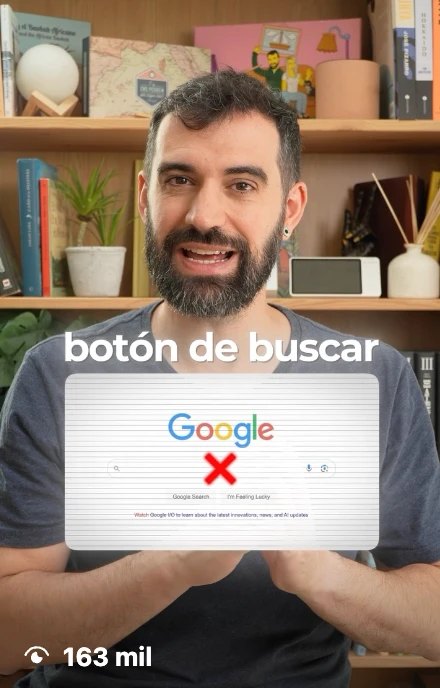 HOKKAIDO
botón de buscar
Google
Google Search I'm Feeling Lucky
Watch Google I/O to learn about the latest innovations, news, and AI updates
163 mil